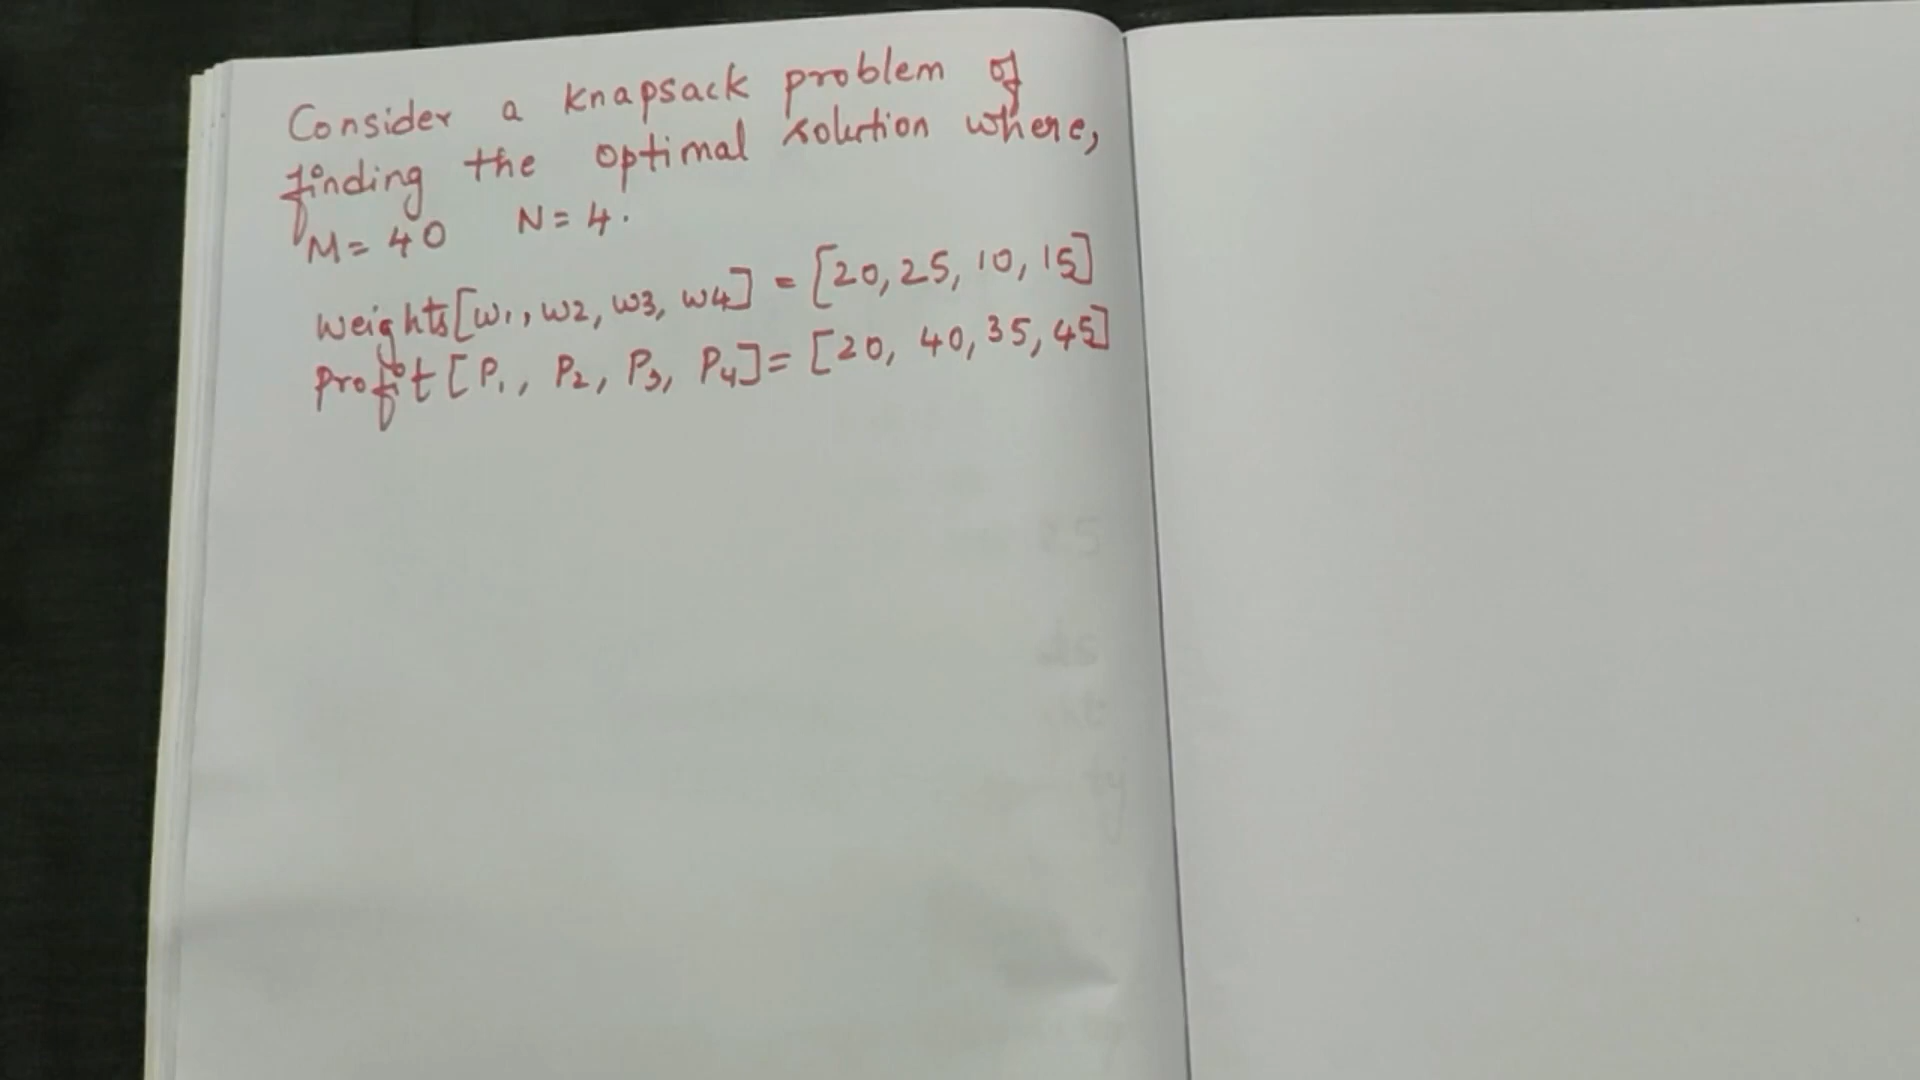 Consider a knapsack problem of
finding the optimal solution where,
M = 40 N = 4.
weights[w1, w2, w3, w4] = [20, 25, 10, 15]
Profit [P1, P2, P3, P4] = [20, 40, 35, 45]